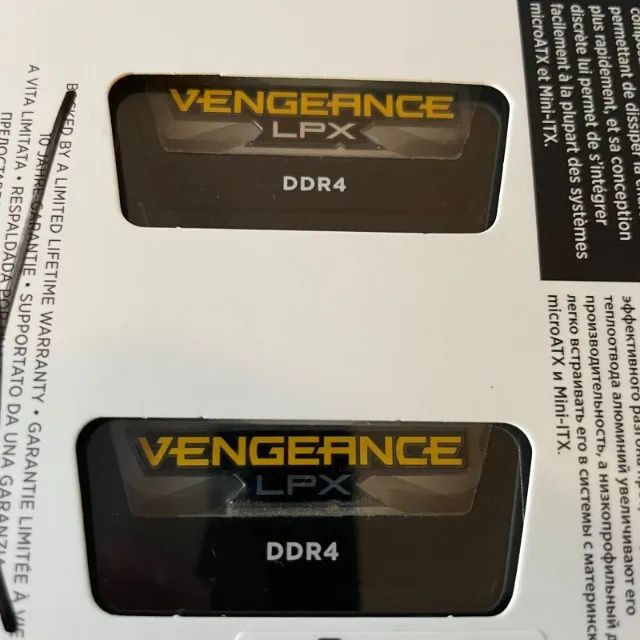 VENGEANCE
LPX
DDR4
VENGEANCE
LPX
DDR4
BACKED BY A LIMITED LIFETIME WARRANTY • GARANTIE LIMITÉE À VIE
10 JAHRE GARANTIE • SUPPORTATO DA UNA GARANZIA
A VITA LIMITATA • RESPALDADA POR
permettant de dissiper la
plus rapidement, et sa conception
discrète lui permet de s'intégrer
facilement à la plupart des systèmes
microATX et Mini-ITX.
эффективного
теплоотвода алюминий увеличивают его
производительность, а низкопрофильный
легко встраивать его в системы с
microATX и Mini-ITX.